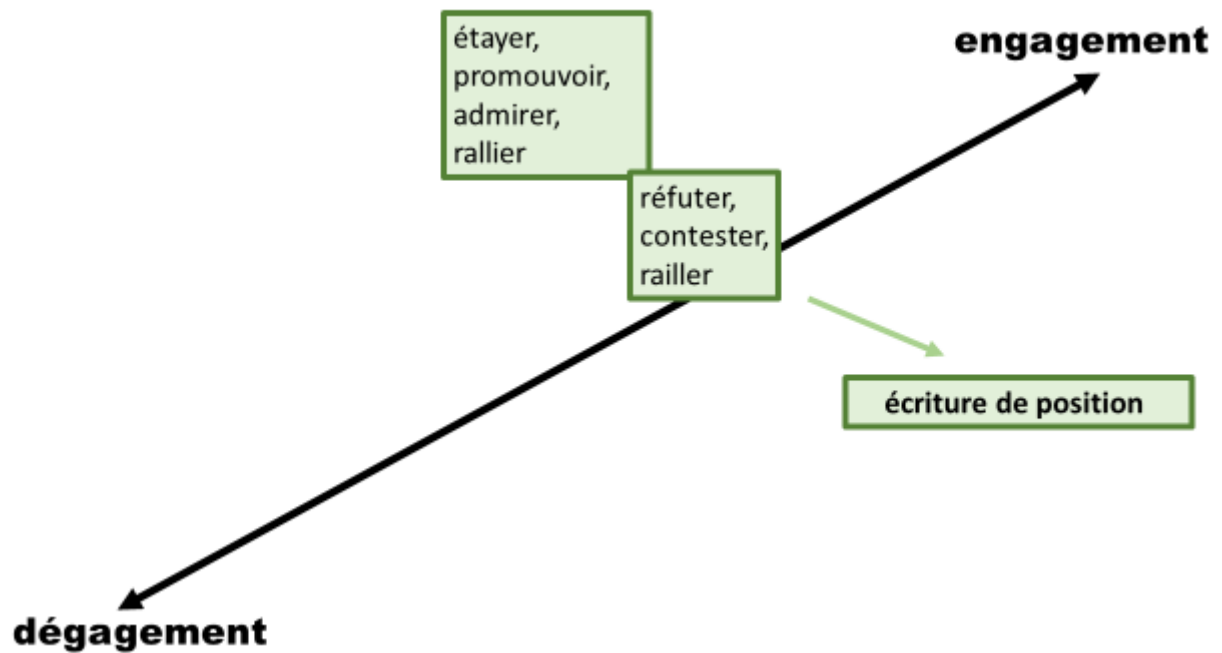 étayer,
promouvoir,
admirer,
rallier
engagement
réfuter,
contester,
railler
écriture de position
dégagement